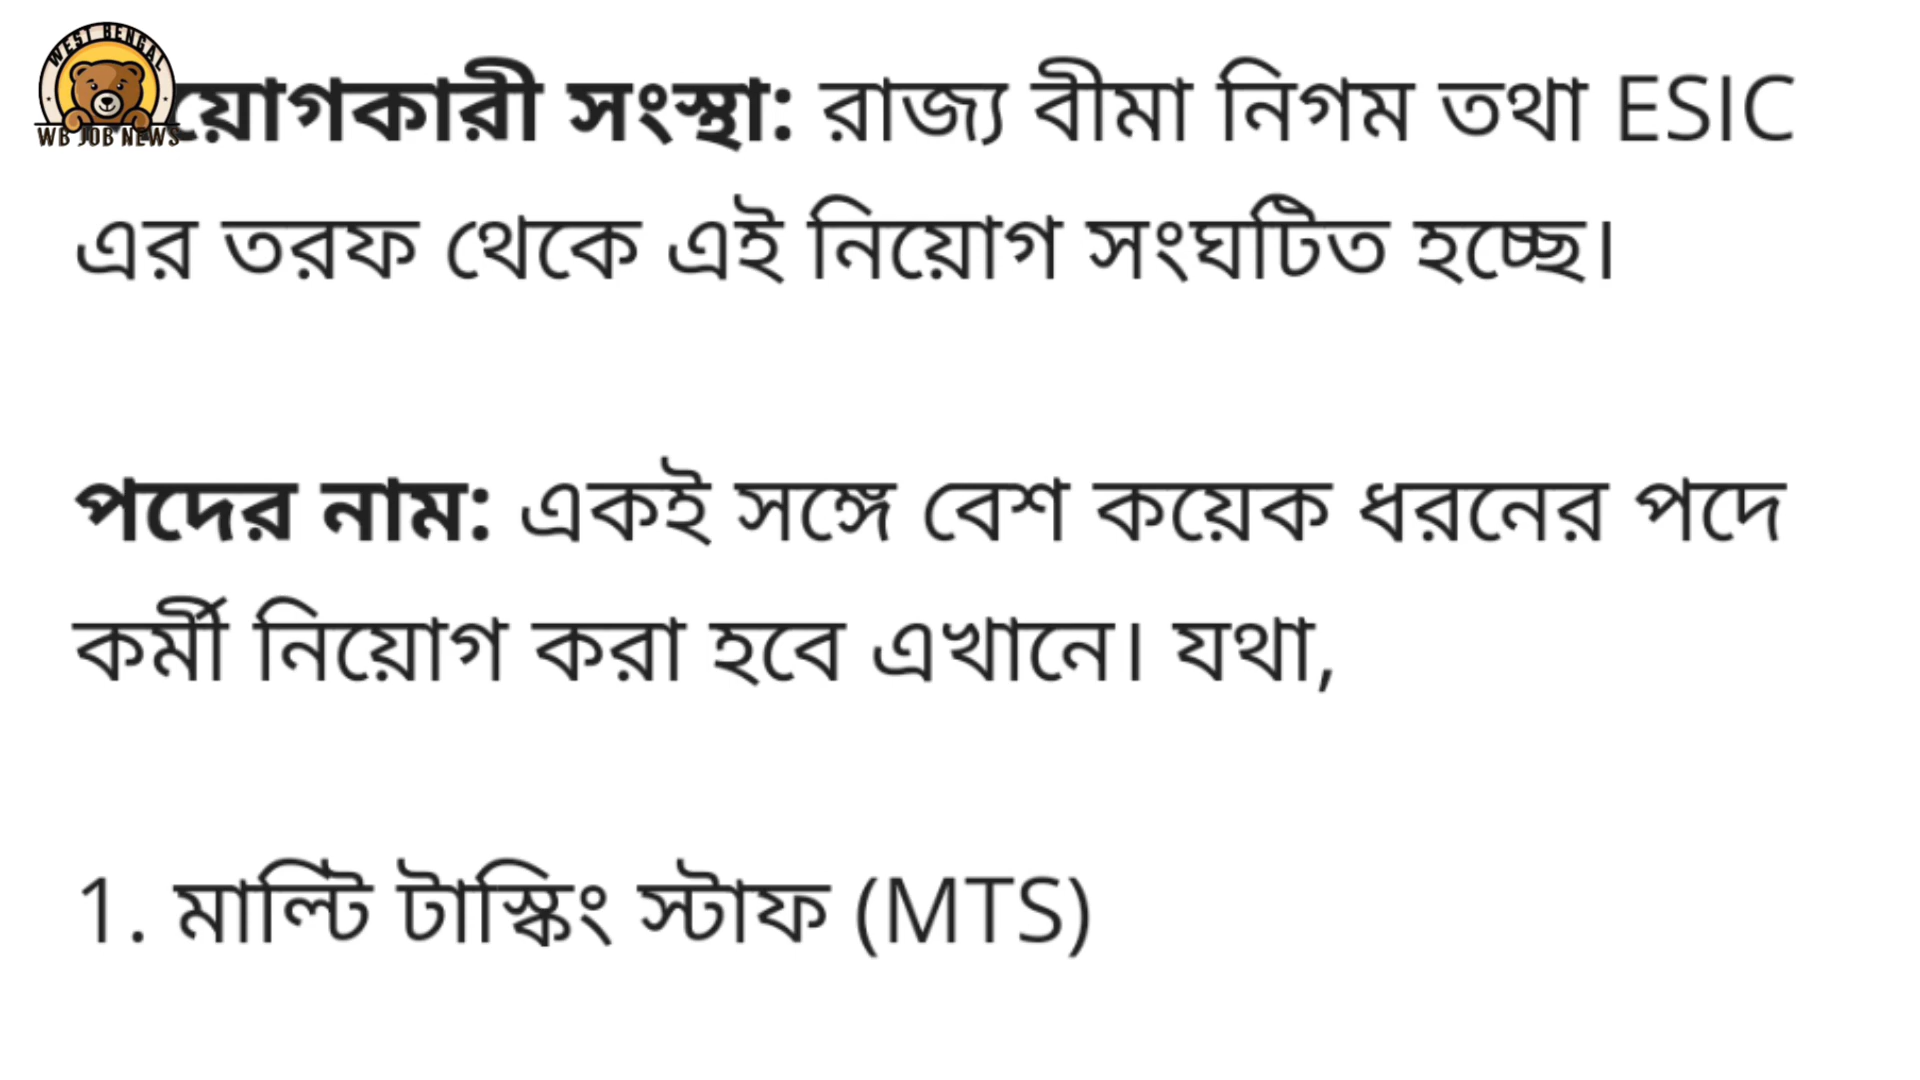 WEST BENGAL
WB JOB NEWS
য়োগকারী সংস্থা: রাজ্য বীমা নিগম তথা ESIC
এর তরফ থেকে এই নিয়োগ সংঘটিত হচ্ছে।
পদের নাম: একই সঙ্গে বেশ কয়েক ধরনের পদে
কর্মী নিয়োগ করা হবে এখানে। যথা,
1. মাল্টি টাস্কিং স্টাফ (MTS)